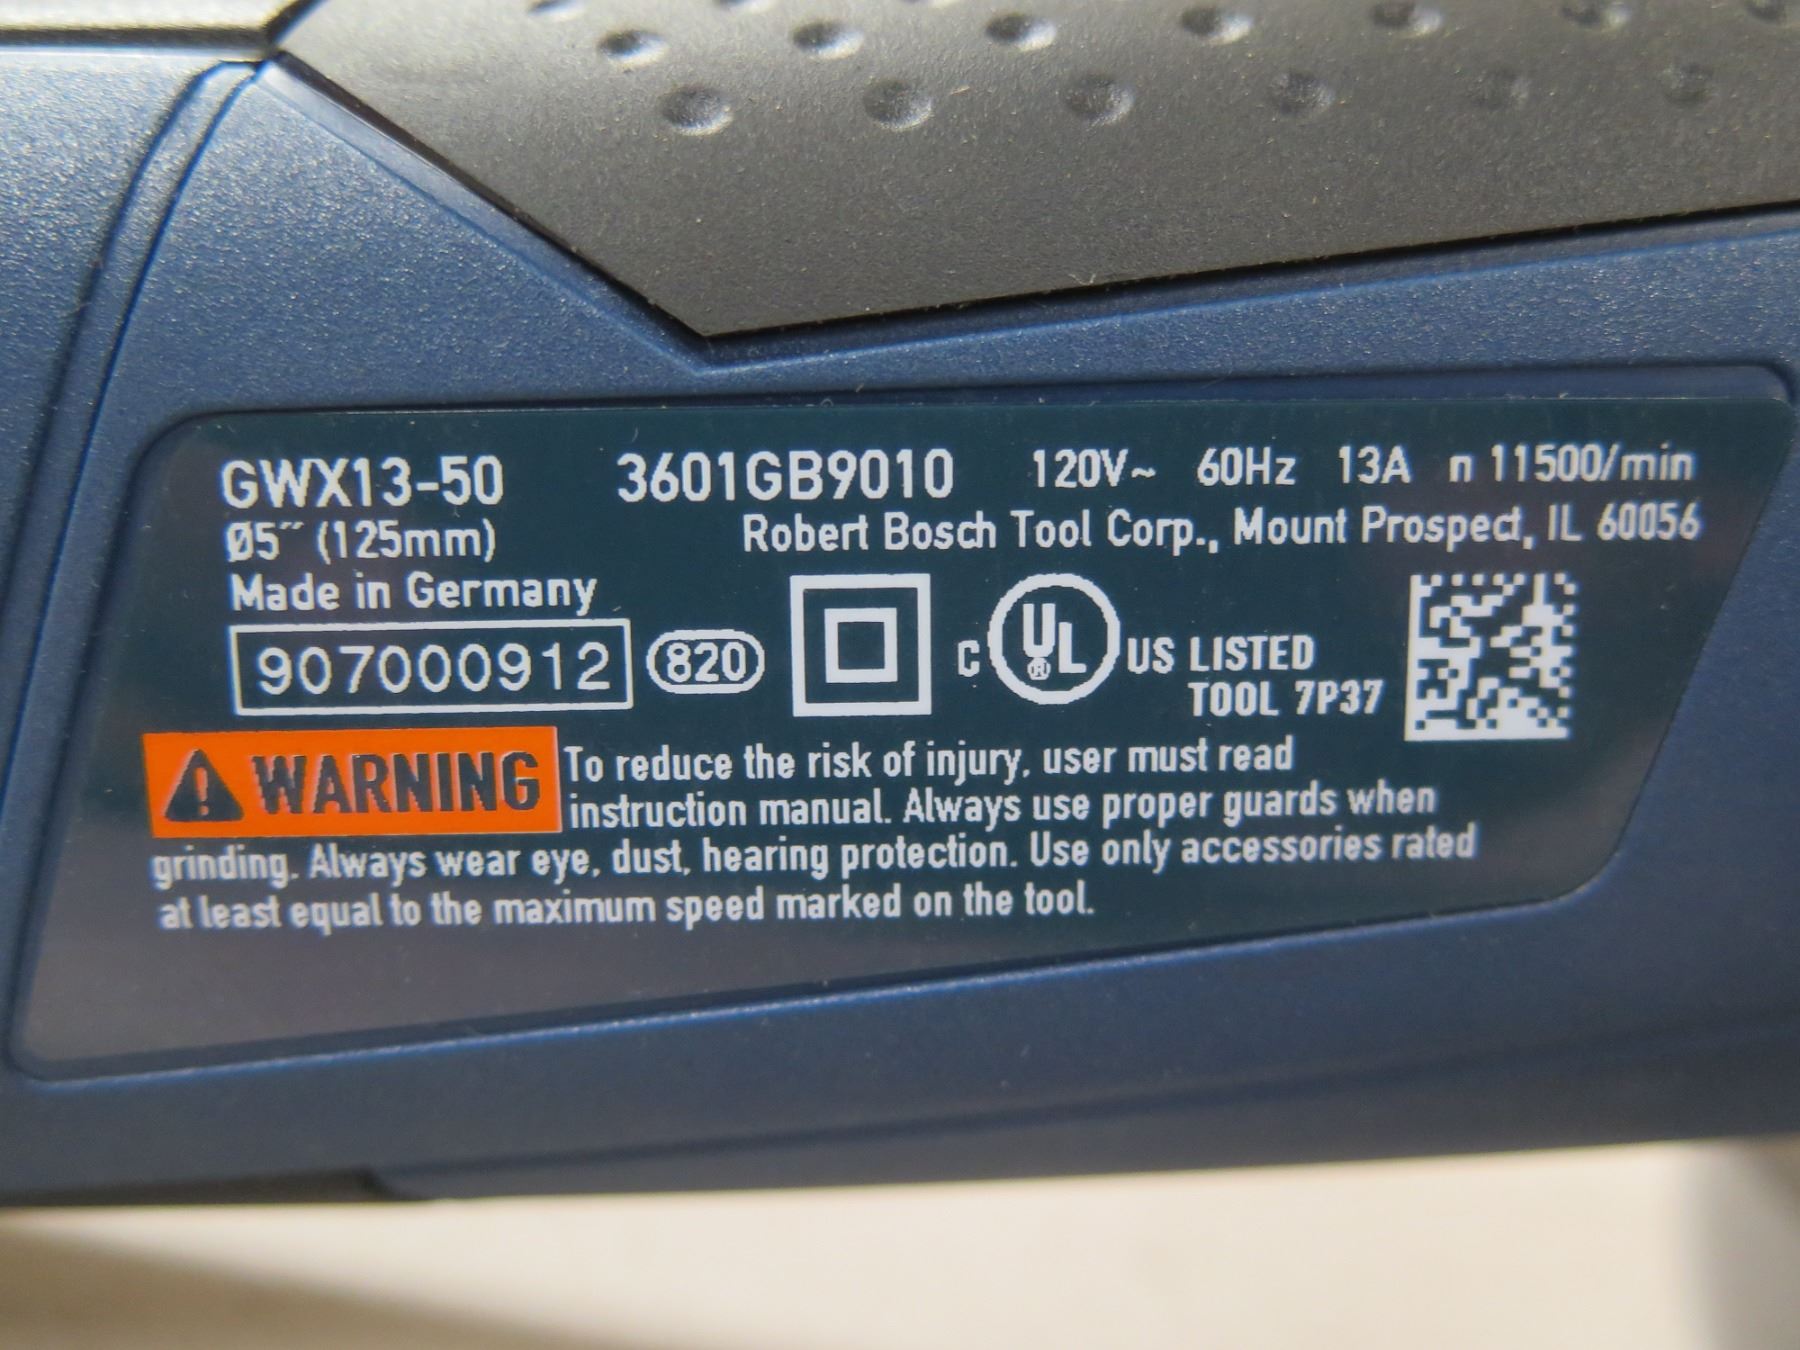 GWX13-50 3601GB9010 120V~ 60Hz 13A n 11500/min
Ø5″ (125mm) Robert Bosch Tool Corp., Mount Prospect, IL 60056
Made in Germany
907000912 820 C UL® US LISTED
TOOL 7P37
WARNING To reduce the risk of injury, user must read
instruction manual. Always use proper guards when
grinding. Always wear eye, dust, hearing protection. Use only accessories rated
at least equal to the maximum speed marked on the tool.